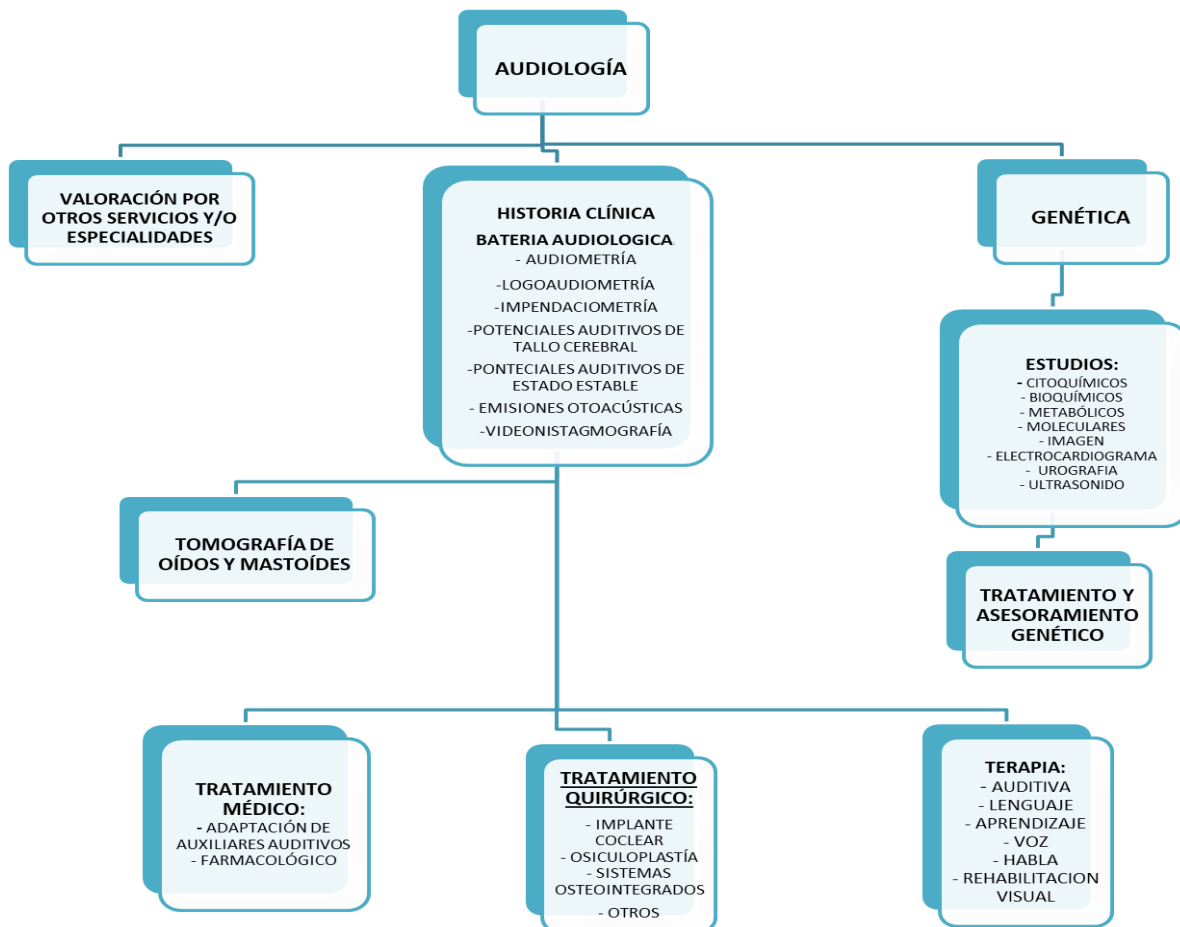 AUDIOLOGÍA
VALORACIÓN POR
OTROS SERVICIOS Y/O
ESPECIALIDADES
HISTORIA CLÍNICA
BATERIA AUDIOLOGICA.
- AUDIOMETRÍA
-LOGOAUDIOMETRÍA
-IMPENDACIOMETRÍA
-POTENCIALES AUDITIVOS DE
TALLO CEREBRAL
-PONTECIALES AUDITIVOS DE
ESTADO ESTABLE
- EMISIONES OTOACÚSTICAS
-VIDEONISTAGMOGRAFÍA
GENÉTICA
ESTUDIOS:
- CITOQUÍMICOS
- BIOQUÍMICOS
- METABÓLICOS
- MOLECULARES
- IMAGEN
- ELECTROCARDIOGRAMA
- UROGRAFIA
- ULTRASONIDO
TOMOGRAFÍA DE
OÍDOS Y MASTOÍDES
TRATAMIENTO Y
ASESORAMIENTO
GENÉTICO
TRATAMIENTO
MÉDICO:
- ADAPTACIÓN DE
AUXILIARES AUDITIVOS
- FARMACOLÓGICO
TRATAMIENTO
QUIRÚRGICO:
- IMPLANTE
COCLEAR
- OSICULOPLASTÍA
- SISTEMAS
OSTEOINTEGRADOS
- OTROS
TERAPIA:
- AUDITIVA
- LENGUAJE
- APRENDIZAJE
- VOZ
- HABLA
- REHABILITACION
VISUAL